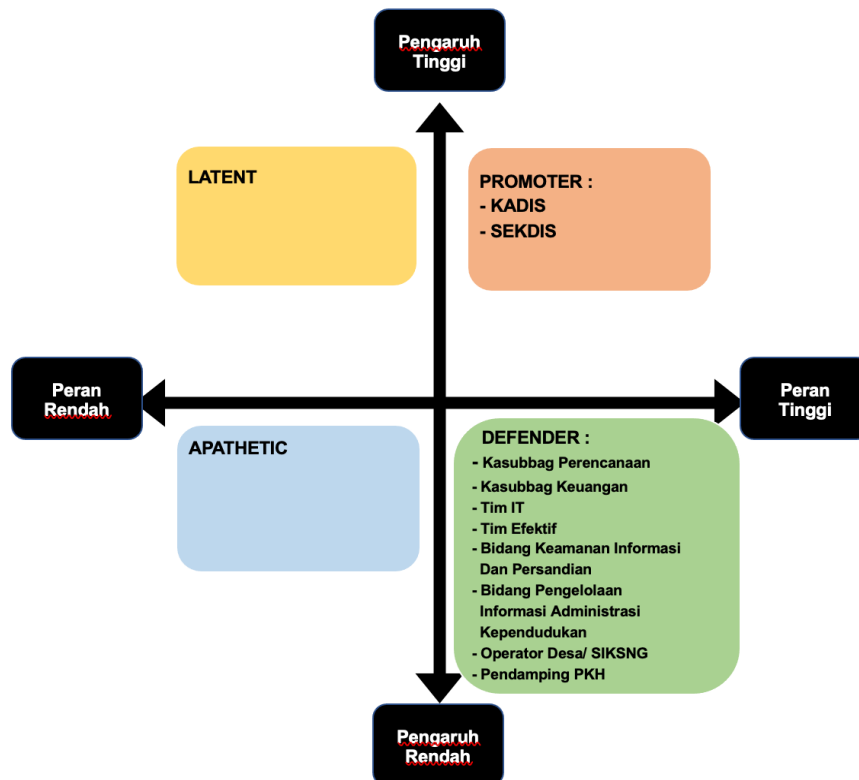 Pengaruh
Tinggi
LATENT
PROMOTER :
- KADIS
- SEKDIS
Peran
Rendah
Peran
Tinggi
APATHETIC
DEFENDER :
- Kasubbag Perencanaan
- Kasubbag Keuangan
- Tim IT
- Tim Efektif
- Bidang Keamanan Informasi
Dan Persandian
- Bidang Pengelolaan
Informasi Administrasi
Kependudukan
- Operator Desa/ SIKSNG
- Pendamping PKH
Pengaruh
Rendah